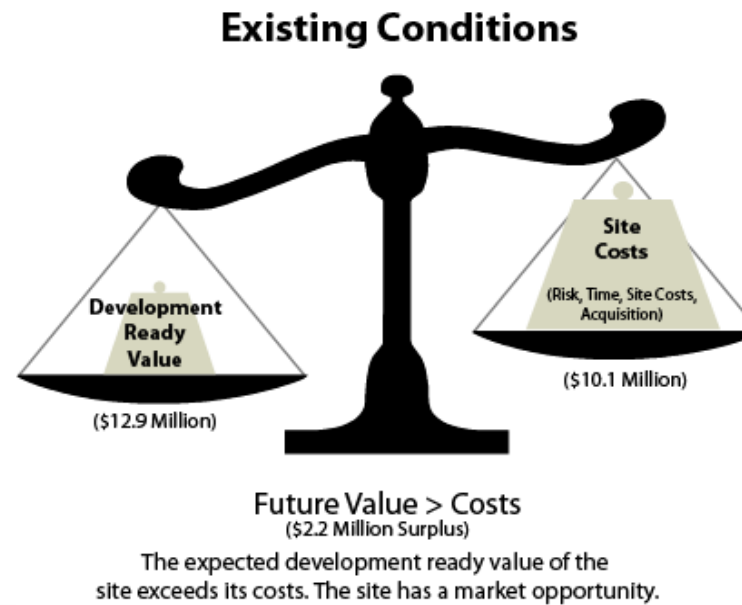 Existing Conditions
Development
Ready
Value
($12.9 Million)
Site
Costs
(Risk, Time, Site Costs,
Acquisition)
($10.1 Million)
Future Value > Costs
($2.2 Million Surplus)
The expected development ready value of the
site exceeds its costs. The site has a market opportunity.